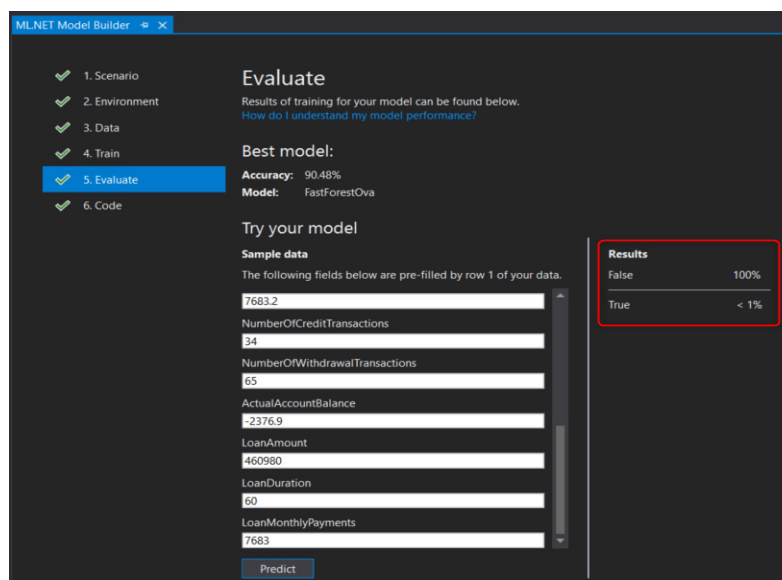 ML.NET Model Builder
1. Scenario
2. Environment
3. Data
4. Train
5. Evaluate
6. Code
Evaluate
Results of training for your model can be found below.
How do I understand my model performance?
Best model:
Accuracy: 90.48%
Model: FastForestOva
Try your model
Sample data
The following fields below are pre-filled by row 1 of your data.
7683.2
NumberOfCreditTransactions
34
NumberOfWithdrawalTransactions
65
ActualAccountBalance
-2376.9
LoanAmount
460980
LoanDuration
60
LoanMonthlyPayments
7683
Predict
Results
False 100%
True < 1%